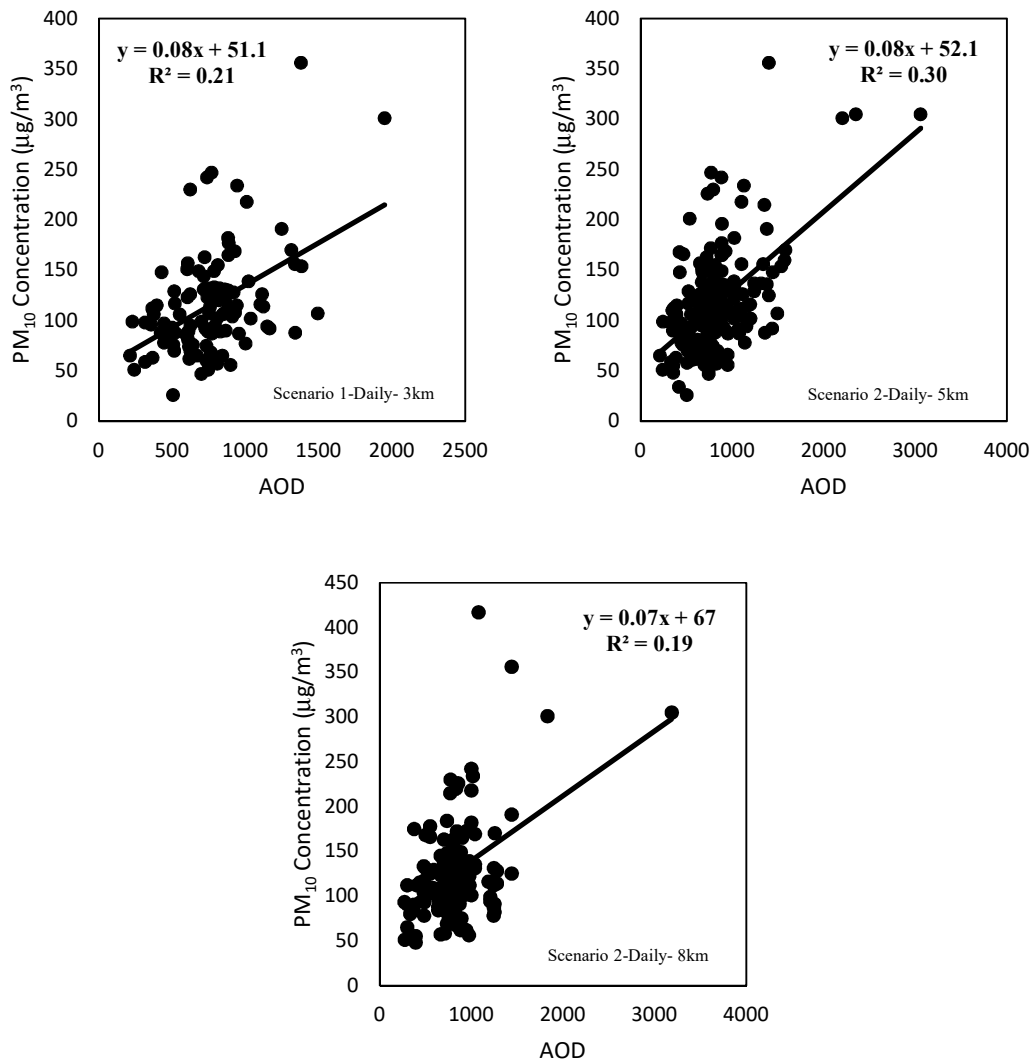 400
350
300
250
200
150
100
50
0
PM₁₀ Concentration (µg/m³)
y = 0.08x + 51.1
R² = 0.21
Scenario 1-Daily- 3km
0 500 1000 1500 2000 2500
AOD
400
350
300
250
200
150
100
50
0
PM₁₀ Concentration (µg/m³)
y = 0.08x + 52.1
R² = 0.30
Scenario 2-Daily- 5km
0 1000 2000 3000 4000
AOD
450
400
350
300
250
200
150
100
50
0
PM₁₀ Concentration (µg/m³)
y = 0.07x + 67
R² = 0.19
Scenario 2-Daily- 8km
0 1000 2000 3000 4000
AOD